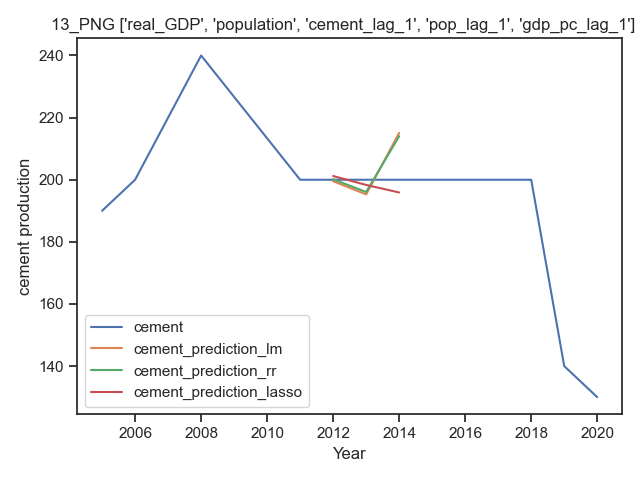 13_PNG ['real_GDP', 'population', 'cement_lag_1', 'pop_lag_1', 'gdp_pc_lag_1']
240
220
200
180
160
140
cement production
cement
cement_prediction_lm
cement_prediction_rr
cement_prediction_lasso
2006 2008 2010 2012 2014 2016 2018 2020
Year